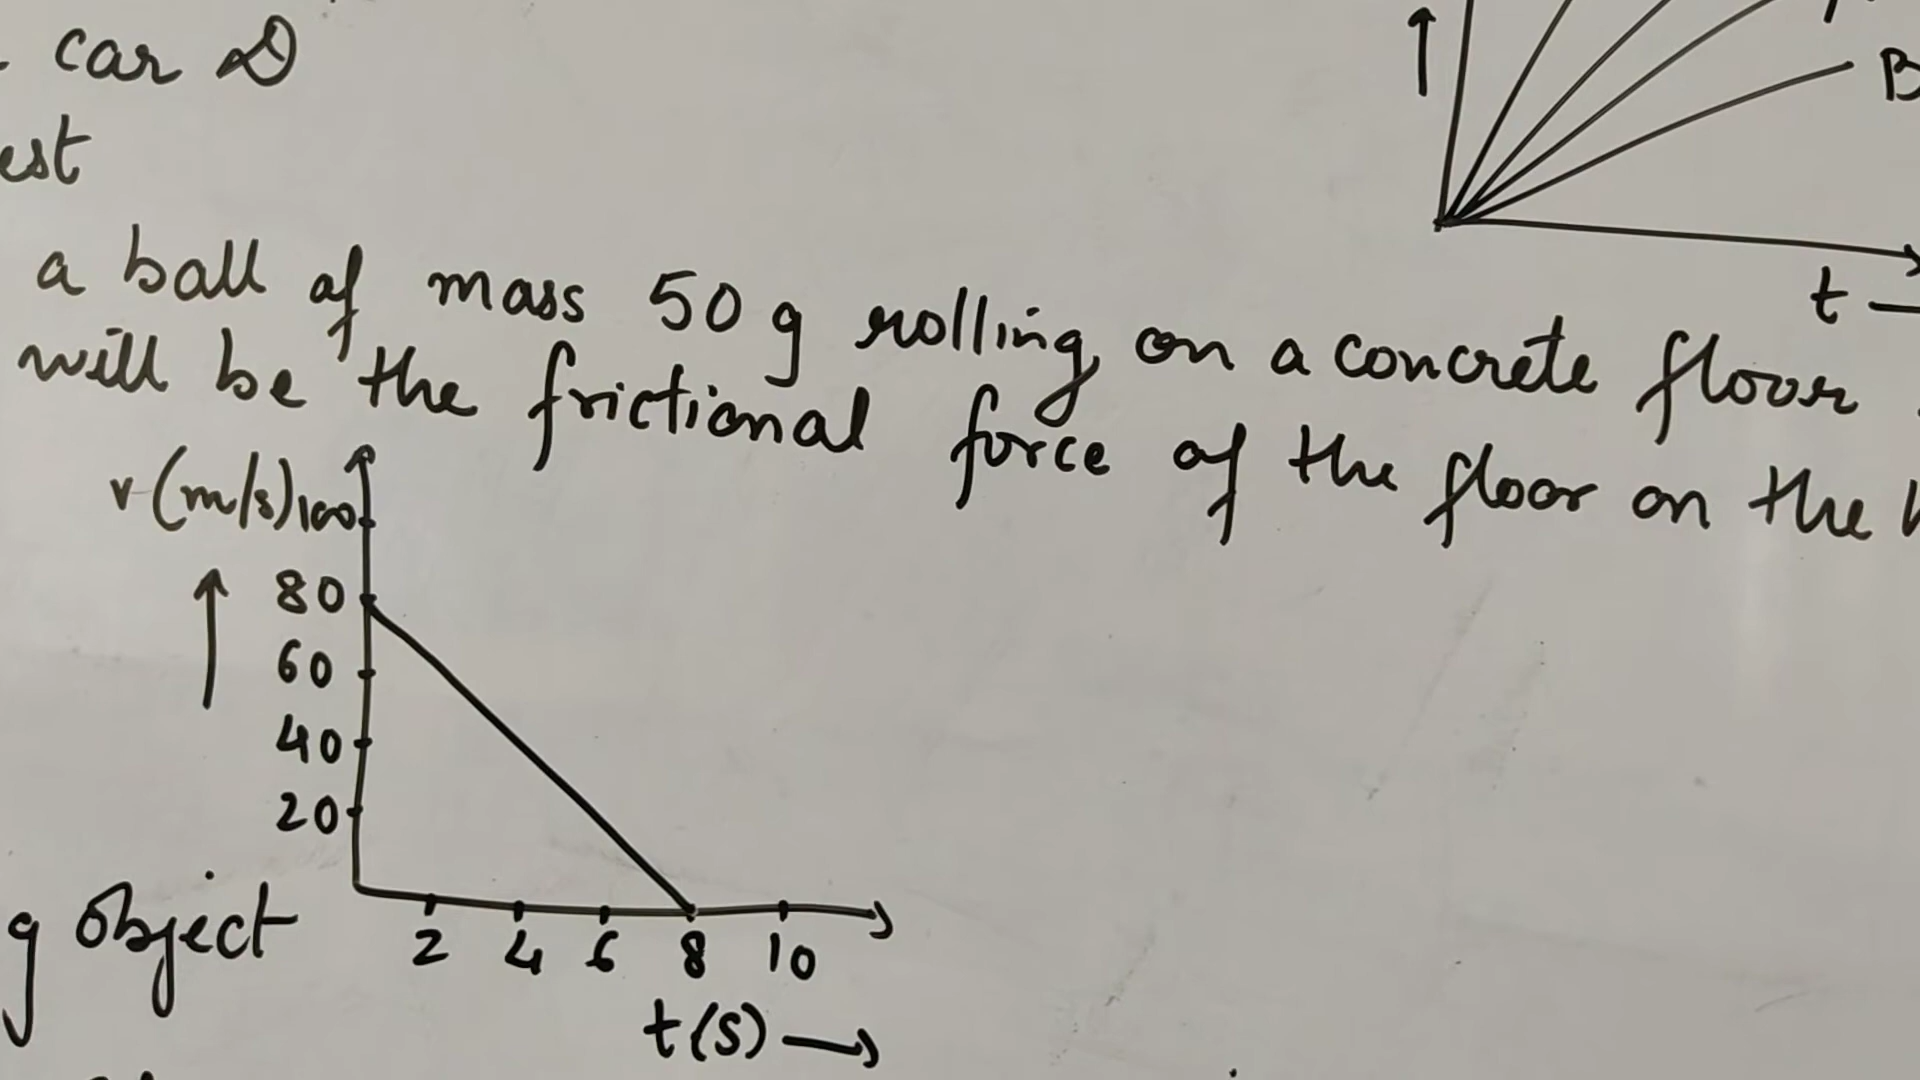 car D
est
B
t
a ball of mass 50 g rolling on a concrete floor
will be the frictional force of the floor on the
v (m/s)
100
80
60
40
20
2 4 6 8 10
t (s)
g object